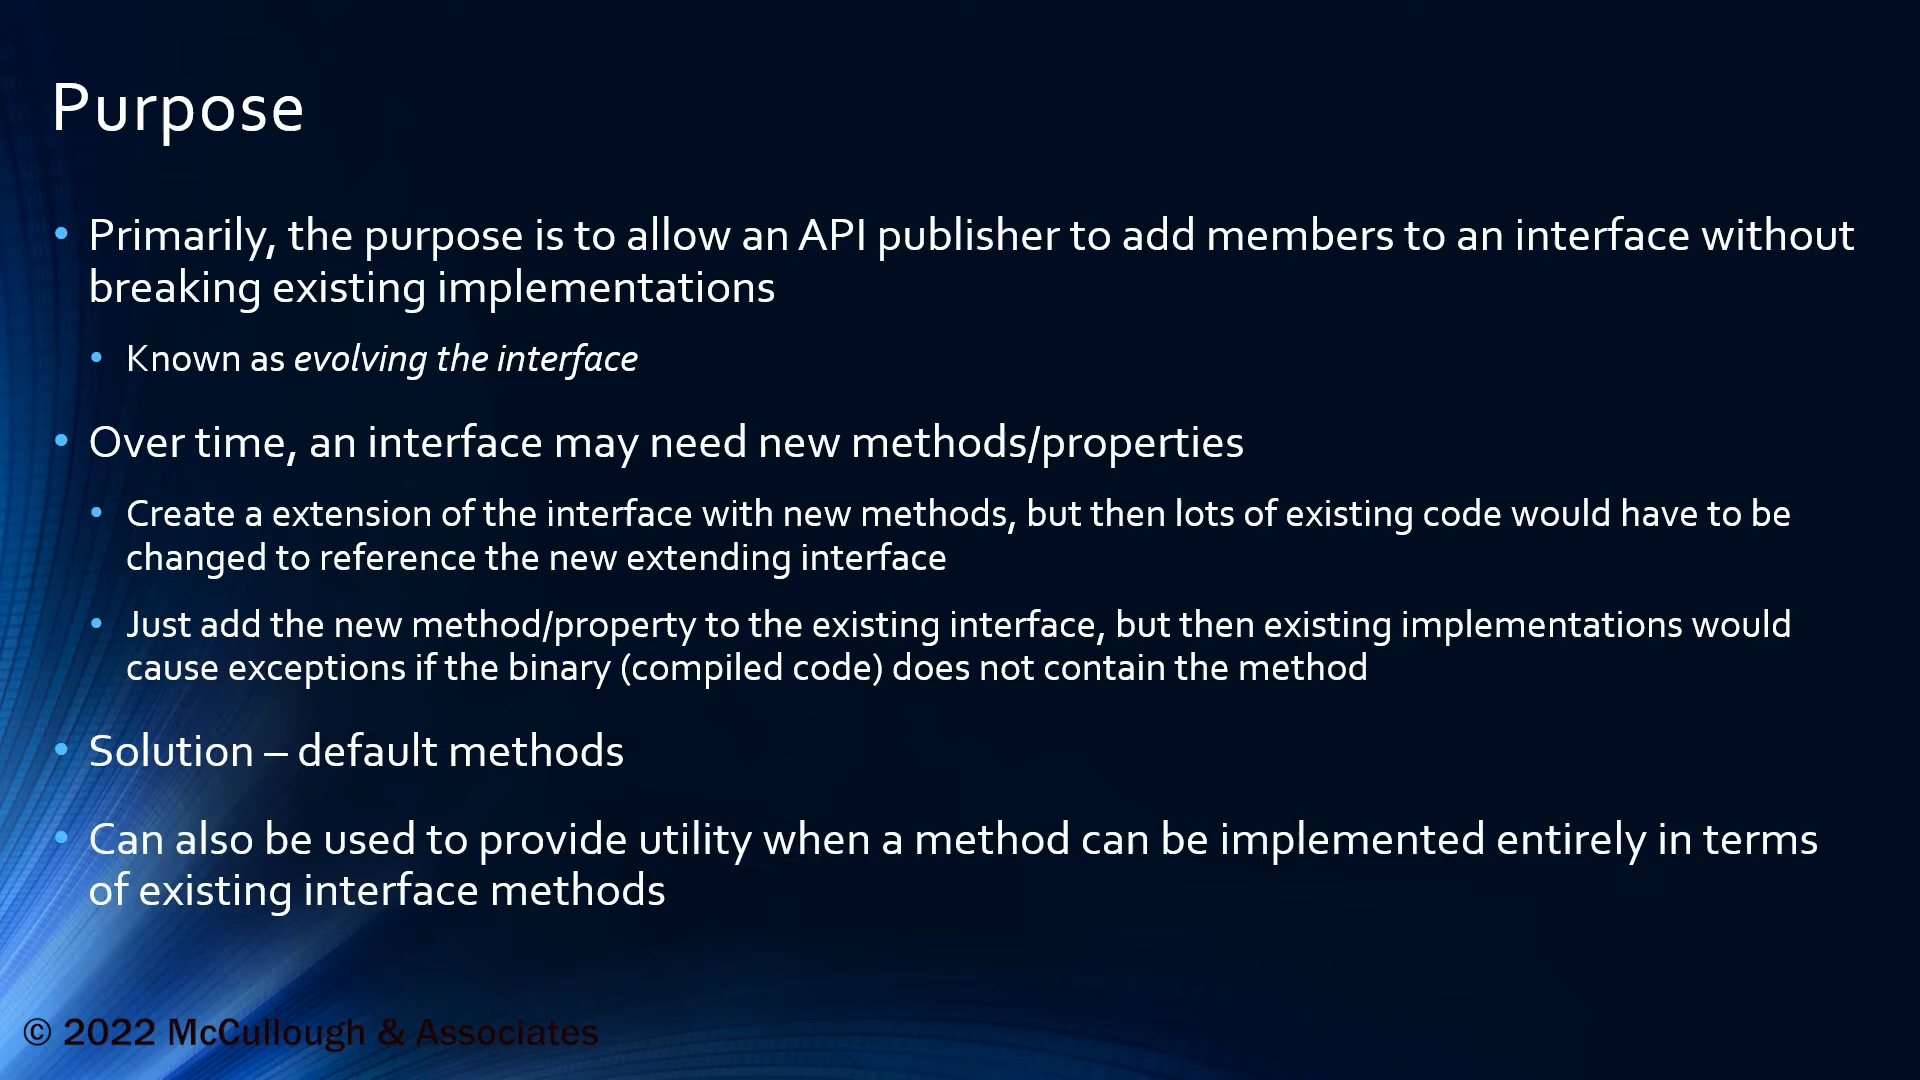 Purpose
• Primarily, the purpose is to allow an API publisher to add members to an interface without
breaking existing implementations
• Known as evolving the interface
• Over time, an interface may need new methods/properties
• Create a extension of the interface with new methods, but then lots of existing code would have to be
changed to reference the new extending interface
• Just add the new method/property to the existing interface, but then existing implementations would
cause exceptions if the binary (compiled code) does not contain the method
• Solution – default methods
• Can also be used to provide utility when a method can be implemented entirely in terms
of existing interface methods
© 2022 McCullough & Associates